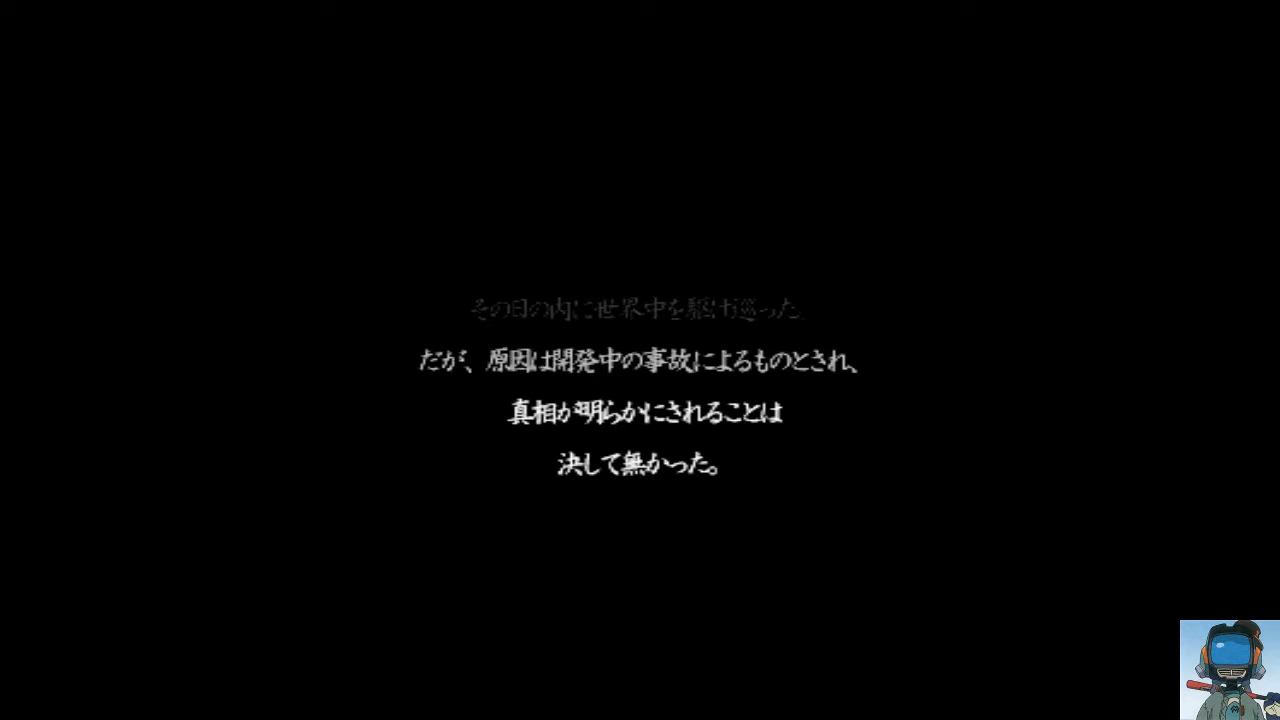 その日の内に世界中を駆け巡った。
だが、原因は開発中の事故によるものとされ、
真相が明らかにされることは
決して無かった。